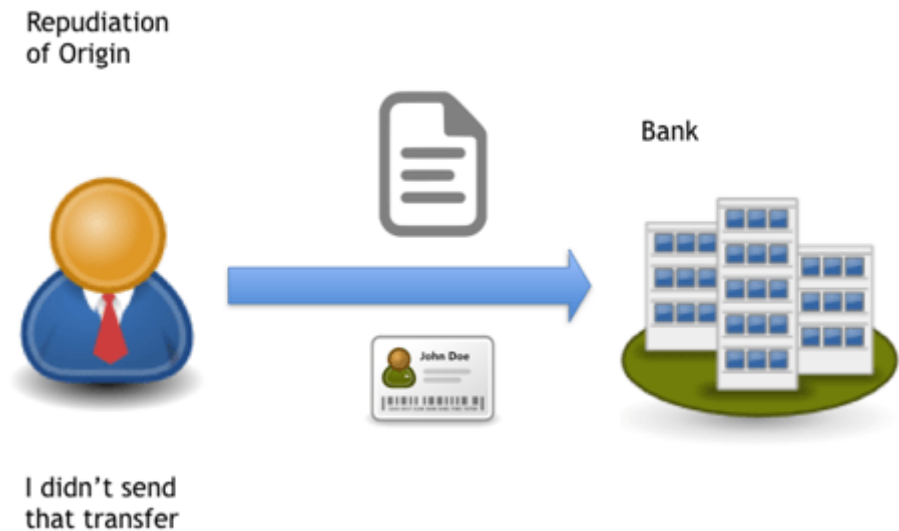 Repudiation
of Origin
Bank
John Doe
I didn't send
that transfer